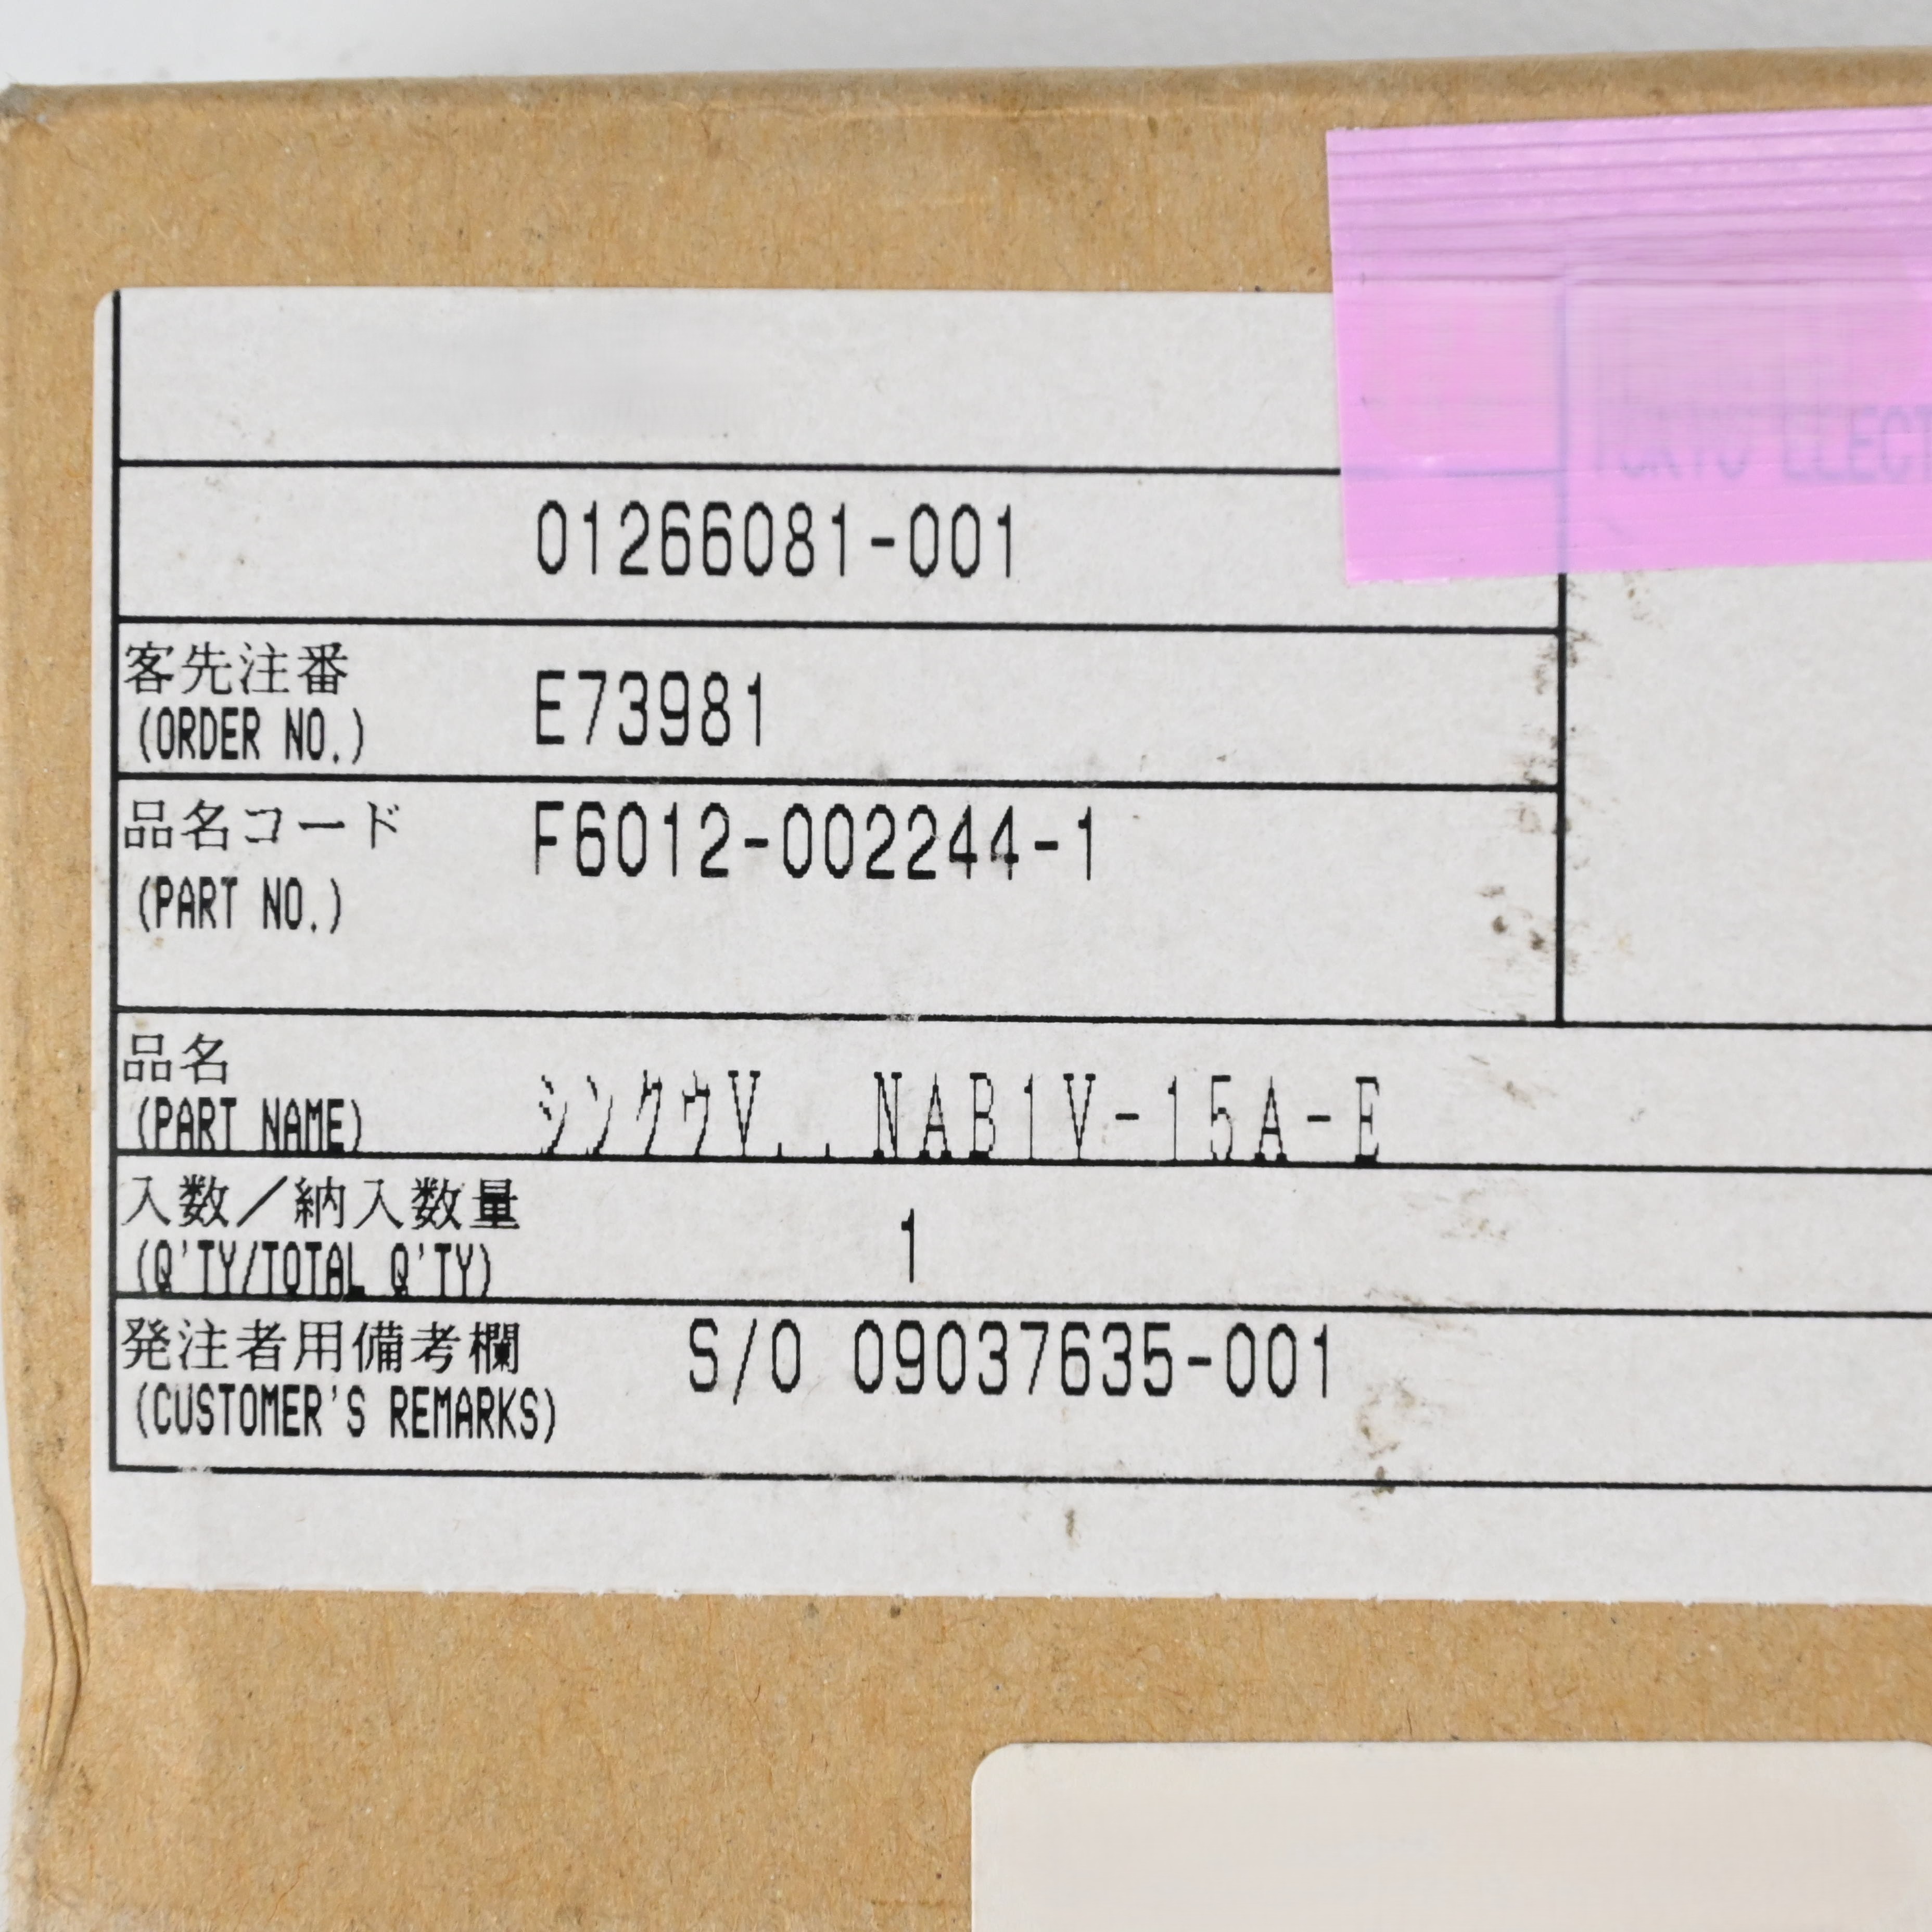 TOKYO ELECT
01266081-001
客先注番
(ORDER NO.)
E73981
品名コード
(PART NO.)
F6012-002244-1
品名
(PART NAME)
シンクウV..NAB1V-15A-E
入数/納入数量
(Q'TY/TOTAL Q'TY)
1
発注者用備考欄
(CUSTOMER'S REMARKS)
S/O 09037635-001